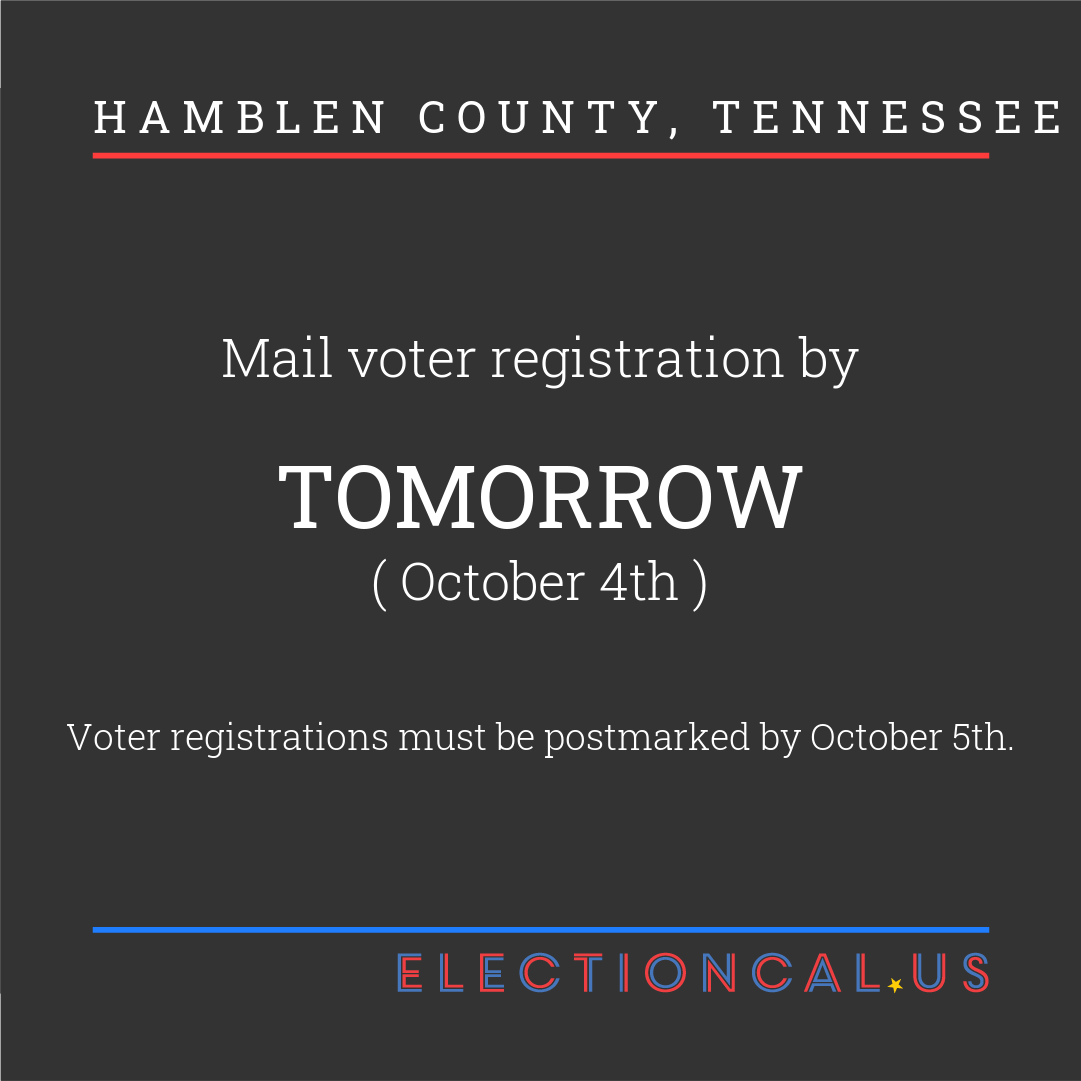 HAMBLEN COUNTY, TENNESSEE
Mail voter registration by
TOMORROW
( October 4th )
Voter registrations must be postmarked by October 5th.
ELECTIONCAL.US